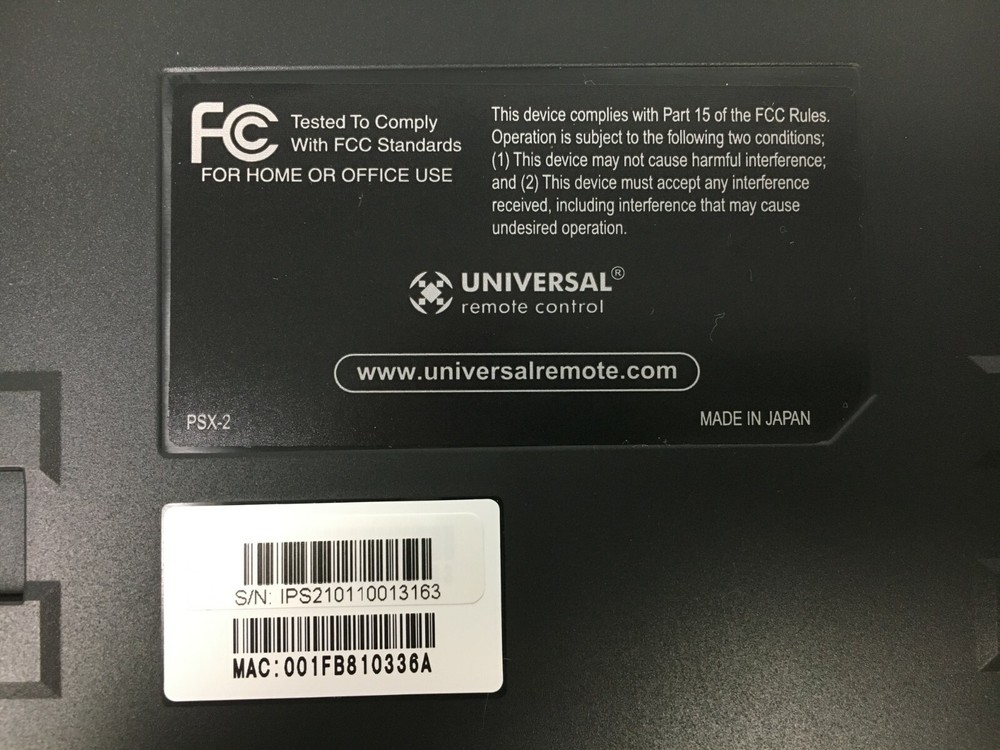 FC Tested To Comply
With FCC Standards
FOR HOME OR OFFICE USE
This device complies with Part 15 of the FCC Rules.
Operation is subject to the following two conditions;
(1) This device may not cause harmful interference;
and (2) This device must accept any interference
received, including interference that may cause
undesired operation.
UNIVERSAL®
remote control
www.universalremote.com
PSX-2
MADE IN JAPAN
S/N: IPS210110013163
MAC:001FB810336A